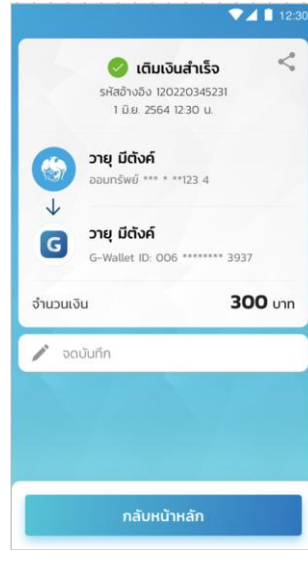 12:30
เติมเงินสำเร็จ
รหัสอ้างอิง 120220345231
1 มิ.ย. 2564 12:30 น.
วายุ มีตังค์
ออมทรัพย์ *** * **123 4
วายุ มีตังค์
G
G-Wallet ID: 006 ******** 3937
จำนวนเงิน 300 บาท
จดบันทึก
กลับหน้าหลัก